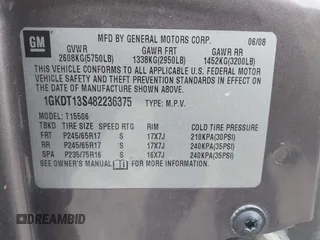 GM
MFD BY GENERAL MOTORS CORP. 06/08
GVWR GAWR FRT GAWR RR
2608KG(5750LB) 1338KG(2950LB) 1452KG(3200LB)
THIS VEHICLE CONFORMS TO ALL APPLICABLE U.S. FEDERAL
MOTOR VEHICLE SAFETY AND THEFT PREVENTION STANDARDS
IN EFFECT ON THE DATE OF MANUFACTURE SHOWN ABOVE.
1GKDT13S482236375 TYPE: M.P.V.
MODEL: T15506
TBKD TIRE SIZE SPEED RTG RIM COLD TIRE PRESSURE
FRT P245/65R17 S 17X7J 210KPA(30PSI)
RR P245/65R17 S 17X7J 240KPA(35PSI)
SPA P235/75R16 S 16X7J 240KPA(35PSI)
SEE OWNER'S MANUAL FOR MORE INFORMATION.
DREAMBID